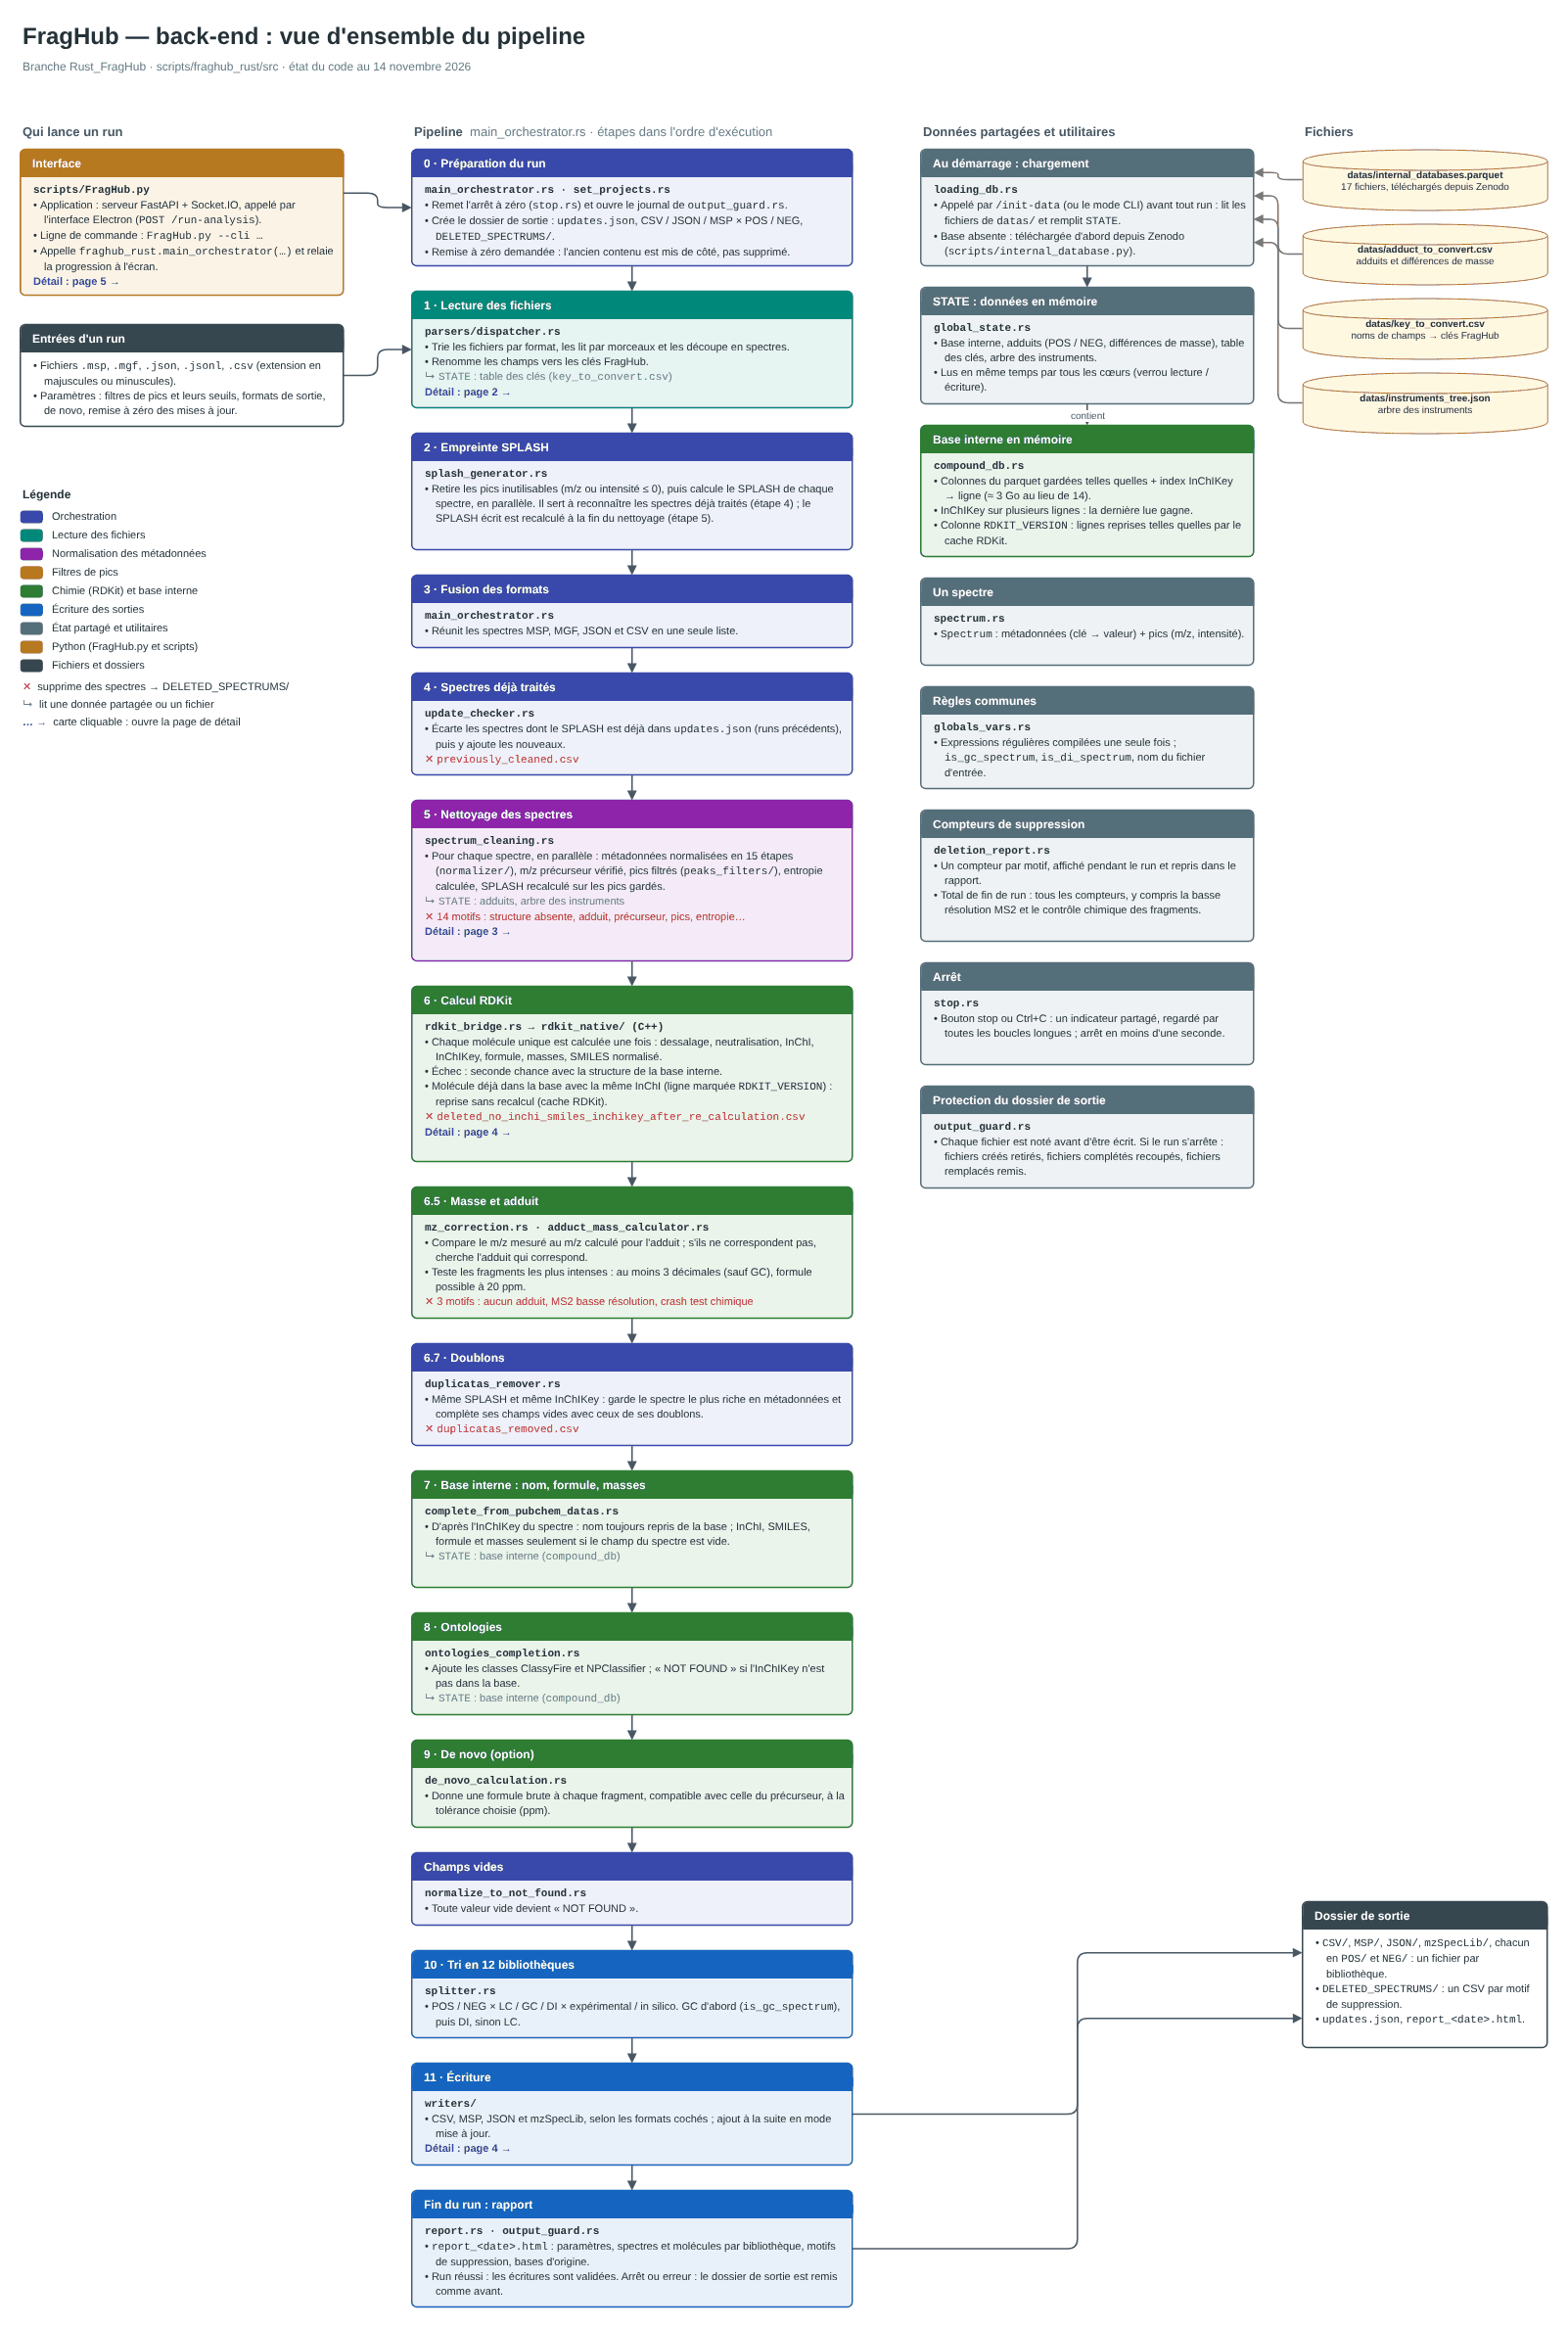 FragHub — back-end : vue d'ensemble du pipeline
Branche Rust_FragHub · scripts/fraghub_rust/src · état du code au 14 novembre 2026
Qui lance un run
Interface
scripts/FragHub.py
• Application : serveur FastAPI + Socket.IO, appelé par
l'interface Electron (POST /run-analysis).
• Ligne de commande : FragHub.py --cli …
• Appelle fraghub_rust.main_orchestrator(…) et relaie
la progression à l'écran.
Détail : page 5 →
Entrées d'un run
• Fichiers .msp, .mgf, .json, .jsonl, .csv (extension en
majuscules ou minuscules).
• Paramètres : filtres de pics et leurs seuils, formats de sortie,
de novo, remise à zéro des mises à jour.
Légende
Orchestration
Lecture des fichiers
Normalisation des métadonnées
Filtres de pics
Chimie (RDKit) et base interne
Écriture des sorties
État partagé et utilitaires
Python (FragHub.py et scripts)
Fichiers et dossiers
✕ supprime des spectres → DELETED_SPECTRUMS/
↳ lit une donnée partagée ou un fichier
… → carte cliquable : ouvre la page de détail
Pipeline main_orchestrator.rs · étapes dans l'ordre d'exécution
0 · Préparation du run
main_orchestrator.rs · set_projects.rs
• Remet l'arrêt à zéro (stop.rs) et ouvre le journal de output_guard.rs.
• Crée le dossier de sortie : updates.json, CSV / JSON / MSP × POS / NEG,
DELETED_SPECTRUMS/.
• Remise à zéro demandée : l'ancien contenu est mis de côté, pas supprimé.
1 · Lecture des fichiers
parsers/dispatcher.rs
• Trie les fichiers par format, les lit par morceaux et les découpe en spectres.
• Renomme les champs vers les clés FragHub.
↳ STATE : table des clés (key_to_convert.csv)
Détail : page 2 →
2 · Empreinte SPLASH
splash_generator.rs
• Retire les pics inutilisables (m/z ou intensité ≤ 0), puis calcule le SPLASH de chaque
spectre, en parallèle. Il sert à reconnaître les spectres déjà traités (étape 4) ; le
SPLASH écrit est recalculé à la fin du nettoyage (étape 5).
3 · Fusion des formats
main_orchestrator.rs
• Réunit les spectres MSP, MGF, JSON et CSV en une seule liste.
4 · Spectres déjà traités
update_checker.rs
• Écarte les spectres dont le SPLASH est déjà dans updates.json (runs précédents),
puis y ajoute les nouveaux.
✕ previously_cleaned.csv
5 · Nettoyage des spectres
spectrum_cleaning.rs
• Pour chaque spectre, en parallèle : métadonnées normalisées en 15 étapes
(normalizer/), m/z précurseur vérifié, pics filtrés (peaks_filters/), entropie
calculée, SPLASH recalculé sur les pics gardés.
↳ STATE : adduits, arbre des instruments
✕ 14 motifs : structure absente, adduit, précurseur, pics, entropie…
Détail : page 3 →
6 · Calcul RDKit
rdkit_bridge.rs → rdkit_native/ (C++)
• Chaque molécule unique est calculée une fois : dessalage, neutralisation, InChI,
InChIKey, formule, masses, SMILES normalisé.
• Échec : seconde chance avec la structure de la base interne.
• Molécule déjà dans la base avec la même InChI (ligne marquée RDKIT_VERSION) :
reprise sans recalcul (cache RDKit).
✕ deleted_no_inchi_smiles_inchikey_after_re_calculation.csv
Détail : page 4 →
6.5 · Masse et adduit
mz_correction.rs · adduct_mass_calculator.rs
• Compare le m/z mesuré au m/z calculé pour l'adduit ; s'ils ne correspondent pas,
cherche l'adduit qui correspond.
• Teste les fragments les plus intenses : au moins 3 décimales (sauf GC), formule
possible à 20 ppm.
✕ 3 motifs : aucun adduit, MS2 basse résolution, crash test chimique
6.7 · Doublons
duplicatas_remover.rs
• Même SPLASH et même InChIKey : garde le spectre le plus riche en métadonnées et
complète ses champs vides avec ceux de ses doublons.
✕ duplicatas_removed.csv
7 · Base interne : nom, formule, masses
complete_from_pubchem_datas.rs
• D'après l'InChIKey du spectre : nom toujours repris de la base ; InChI, SMILES,
formule et masses seulement si le champ du spectre est vide.
↳ STATE : base interne (compound_db)
8 · Ontologies
ontologies_completion.rs
• Ajoute les classes ClassyFire et NPClassifier ; « NOT FOUND » si l'InChIKey n'est
pas dans la base.
↳ STATE : base interne (compound_db)
9 · De novo (option)
de_novo_calculation.rs
• Donne une formule brute à chaque fragment, compatible avec celle du précurseur, à la
tolérance choisie (ppm).
Champs vides
normalize_to_not_found.rs
• Toute valeur vide devient « NOT FOUND ».
10 · Tri en 12 bibliothèques
splitter.rs
• POS / NEG × LC / GC / DI × expérimental / in silico. GC d'abord (is_gc_spectrum),
puis DI, sinon LC.
11 · Écriture
writers/
• CSV, MSP, JSON et mzSpecLib, selon les formats cochés ; ajout à la suite en mode
mise à jour.
Détail : page 4 →
Fin du run : rapport
report.rs · output_guard.rs
• report_<date>.html : paramètres, spectres et molécules par bibliothèque, motifs
de suppression, bases d'origine.
• Run réussi : les écritures sont validées. Arrêt ou erreur : le dossier de sortie est remis
comme avant.
Données partagées et utilitaires
Au démarrage : chargement
loading_db.rs
• Appelé par /init-data (ou le mode CLI) avant tout run : lit les
fichiers de datas/ et remplit STATE.
• Base absente : téléchargée d'abord depuis Zenodo
(scripts/internal_database.py).
STATE : données en mémoire
global_state.rs
• Base interne, adduits (POS / NEG, différences de masse), table
des clés, arbre des instruments.
• Lus en même temps par tous les cœurs (verrou lecture /
écriture).
contient
Base interne en mémoire
compound_db.rs
• Colonnes du parquet gardées telles quelles + index InChIKey
→ ligne (≈ 3 Go au lieu de 14).
• InChIKey sur plusieurs lignes : la dernière lue gagne.
• Colonne RDKIT_VERSION : lignes reprises telles quelles par le
cache RDKit.
Un spectre
spectrum.rs
• Spectrum : métadonnées (clé → valeur) + pics (m/z, intensité).
Règles communes
globals_vars.rs
• Expressions régulières compilées une seule fois ;
is_gc_spectrum, is_di_spectrum, nom du fichier
d'entrée.
Compteurs de suppression
deletion_report.rs
• Un compteur par motif, affiché pendant le run et repris dans le
rapport.
• Total de fin de run : tous les compteurs, y compris la basse
résolution MS2 et le contrôle chimique des fragments.
Arrêt
stop.rs
• Bouton stop ou Ctrl+C : un indicateur partagé, regardé par
toutes les boucles longues ; arrêt en moins d'une seconde.
Protection du dossier de sortie
output_guard.rs
• Chaque fichier est noté avant d'être écrit. Si le run s'arrête :
fichiers créés retirés, fichiers complétés recoupés, fichiers
remplacés remis.
Fichiers
datas/internal_databases.parquet
17 fichiers, téléchargés depuis Zenodo
datas/adduct_to_convert.csv
adduits et différences de masse
datas/key_to_convert.csv
noms de champs → clés FragHub
datas/instruments_tree.json
arbre des instruments
Dossier de sortie
• CSV/, MSP/, JSON/, mzSpecLib/, chacun
en POS/ et NEG/ : un fichier par
bibliothèque.
• DELETED_SPECTRUMS/ : un CSV par motif
de suppression.
• updates.json, report_<date>.html.